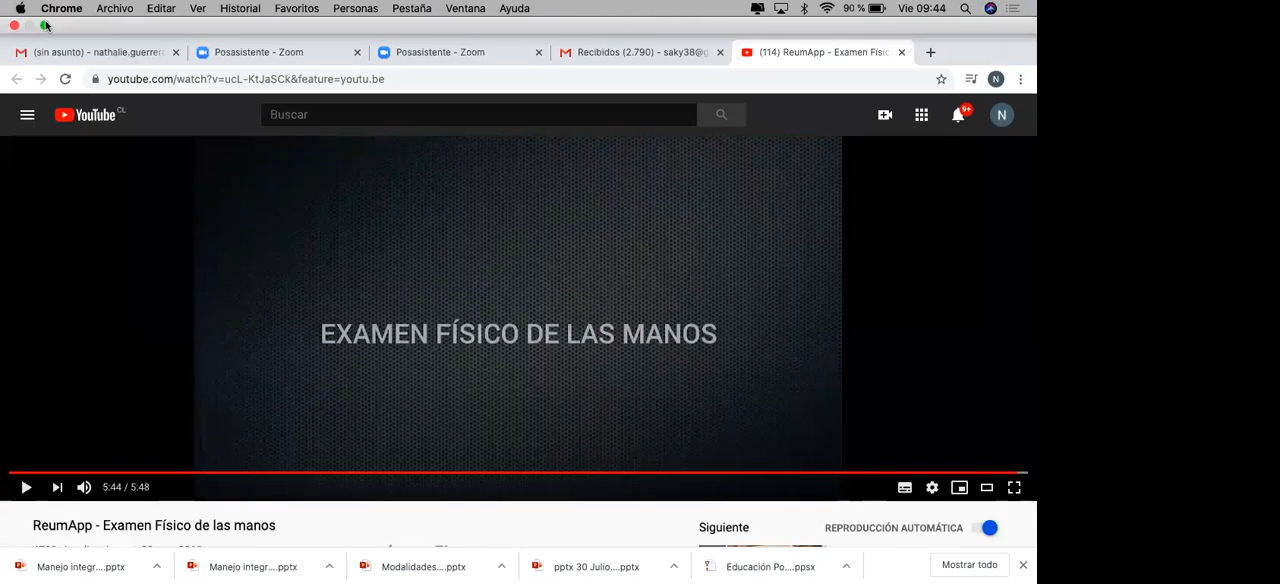 Chrome Archivo Editar Ver Historial Favoritos Personas Pestaña Ventana Ayuda 90 % Vie 09:44
(sin asunto) - nathalie.guerrero Posasistente - Zoom Posasistente - Zoom Recibidos (2.790) - saky38@g (114) ReumApp - Examen Físic
youtube.com/watch?v=ucL-KtJaSCk&feature=youtu.be N
YouTube CL Buscar 9+ N
EXAMEN FÍSICO DE LAS MANOS
5:44 / 5:48
ReumApp - Examen Físico de las manos Siguiente REPRODUCCIÓN AUTOMÁTICA
Manejo integr....pptx Manejo integr....pptx Modalidades....pptx pptx 30 Julio....pptx Educación Po....ppsx Mostrar todo